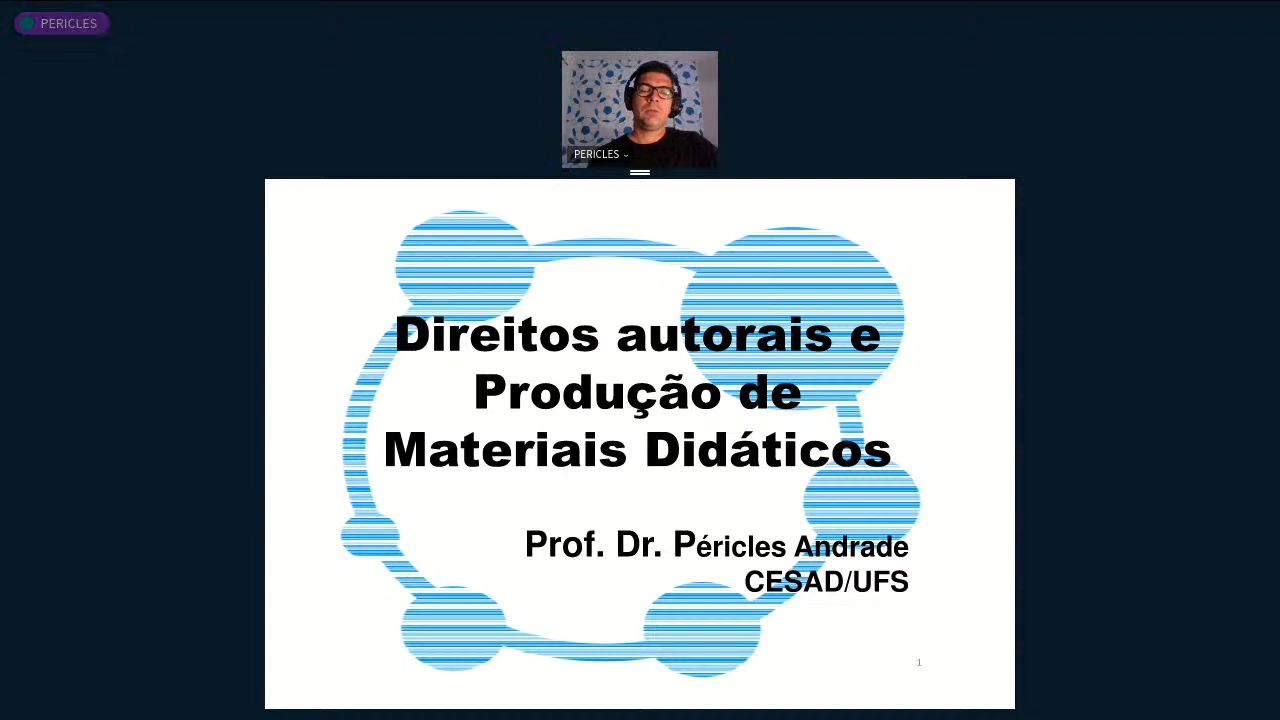 PERICLES
PERICLES
Direitos autorais e
Produção de
Materiais Didáticos
Prof. Dr. Péricles Andrade
CESAD/UFS
1